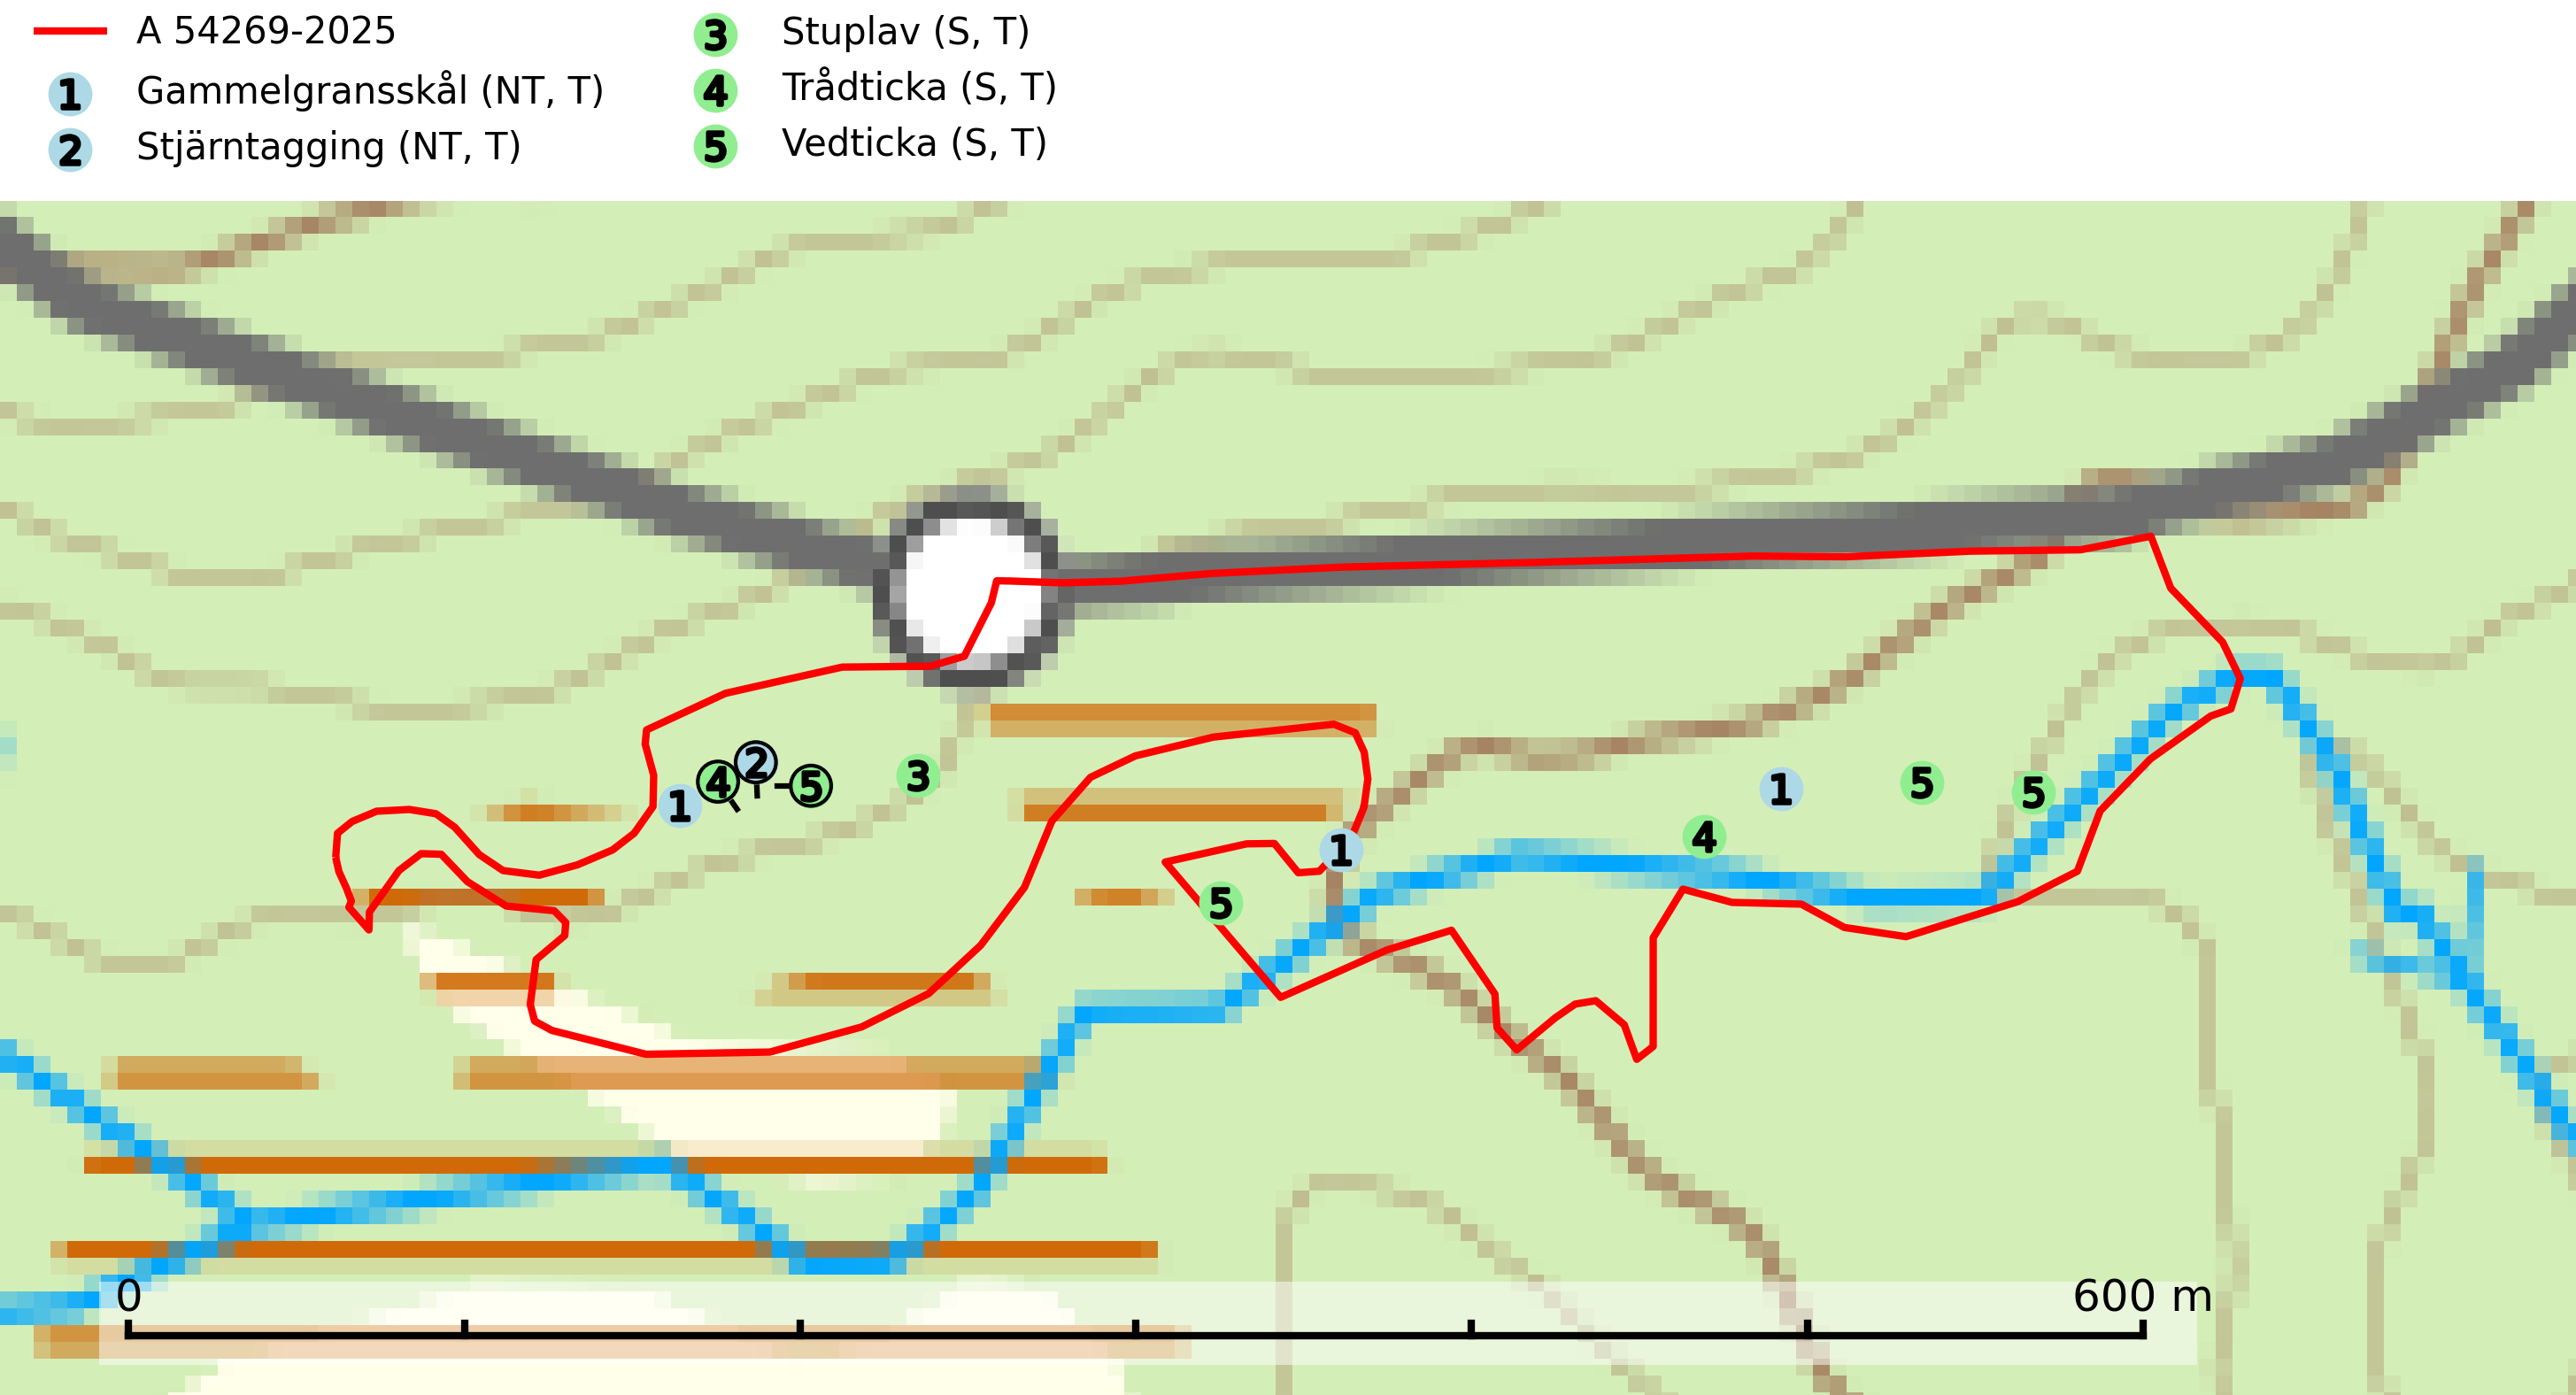 A 54269-2025
1 Gammelgransskål (NT, T)
2 Stjärntagging (NT, T)
3 Stuplav (S, T)
4 Trådticka (S, T)
5 Vedticka (S, T)
2
4 5 3
1
1 5 5
4
1
5
0 600 m